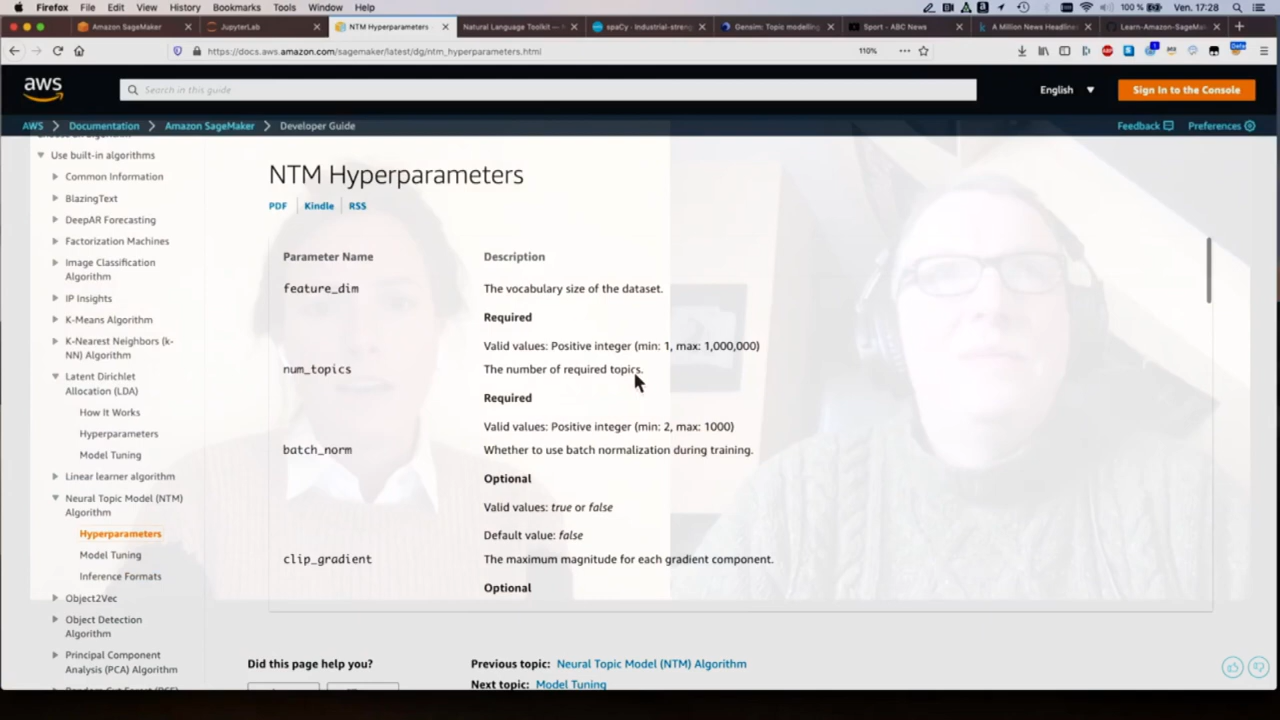 Firefox File Edit View History Bookmarks Tools Window Help 100 % Ven. 17:28
Amazon SageMaker JupyterLab NTM Hyperparameters Natural Language Toolkit — spaCy · Industrial-streng Gensim: Topic modelling Sport - ABC News A Million News Headline Learn-Amazon-SageMa
https://docs.aws.amazon.com/sagemaker/latest/dg/ntm_hyperparameters.html 110%
aws Search in this guide English Sign In to the Console
AWS > Documentation > Amazon SageMaker > Developer Guide Feedback Preferences
Use built-in algorithms
Common Information
BlazingText
DeepAR Forecasting
Factorization Machines
Image Classification
Algorithm
IP Insights
K-Means Algorithm
K-Nearest Neighbors (k-
NN) Algorithm
Latent Dirichlet
Allocation (LDA)
How It Works
Hyperparameters
Model Tuning
Linear learner algorithm
Neural Topic Model (NTM)
Algorithm
Hyperparameters
Model Tuning
Inference Formats
Object2Vec
Object Detection
Algorithm
Principal Component
Analysis (PCA) Algorithm
NTM Hyperparameters
PDF Kindle RSS
Parameter Name Description
feature_dim The vocabulary size of the dataset.
Required
Valid values: Positive integer (min: 1, max: 1,000,000)
num_topics The number of required topics.
Required
Valid values: Positive integer (min: 2, max: 1000)
batch_norm Whether to use batch normalization during training.
Optional
Valid values: true or false
Default value: false
clip_gradient The maximum magnitude for each gradient component.
Optional
Did this page help you?
Previous topic: Neural Topic Model (NTM) Algorithm
Next topic: Model Tuning